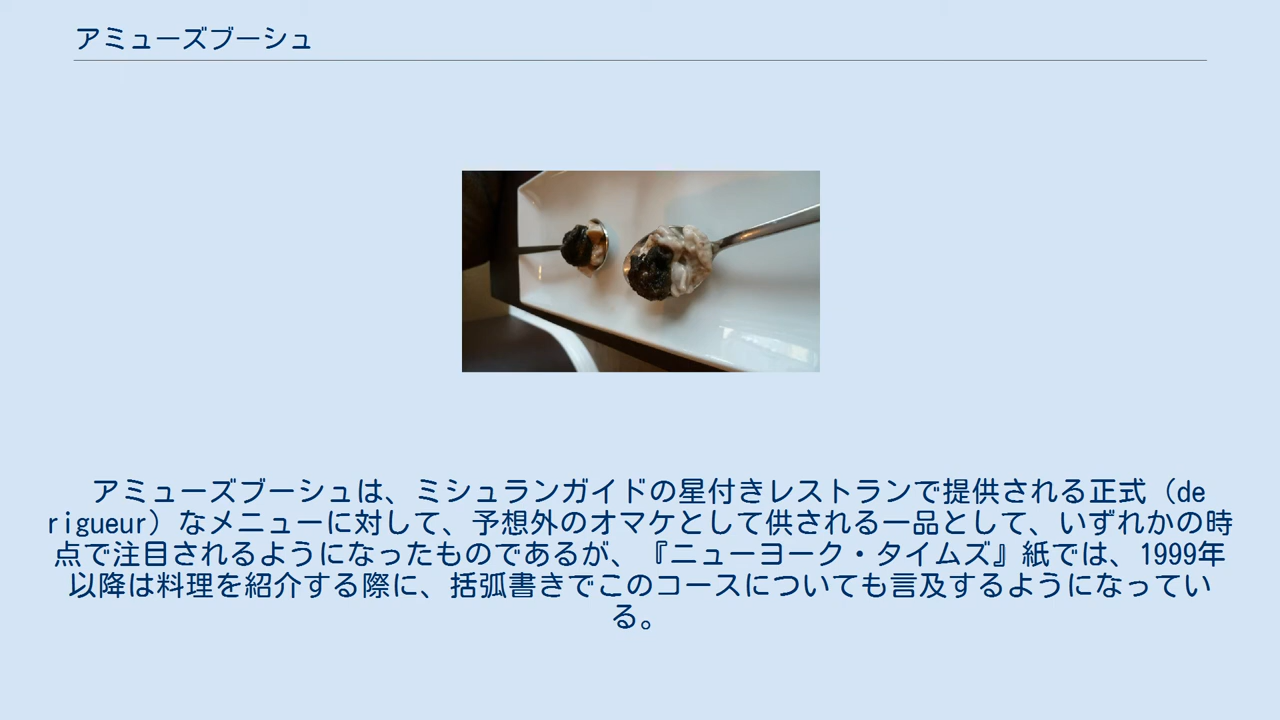 アミューズブーシュ
アミューズブーシュは、ミシュランガイドの星付きレストランで提供される正式（de
rigueur）なメニューに対して、予想外のオマケとして供される一品として、いずれかの時
点で注目されるようになったものであるが、『ニューヨーク・タイムズ』紙では、1999年
以降は料理を紹介する際に、括弧書きでこのコースについても言及するようになってい
る。